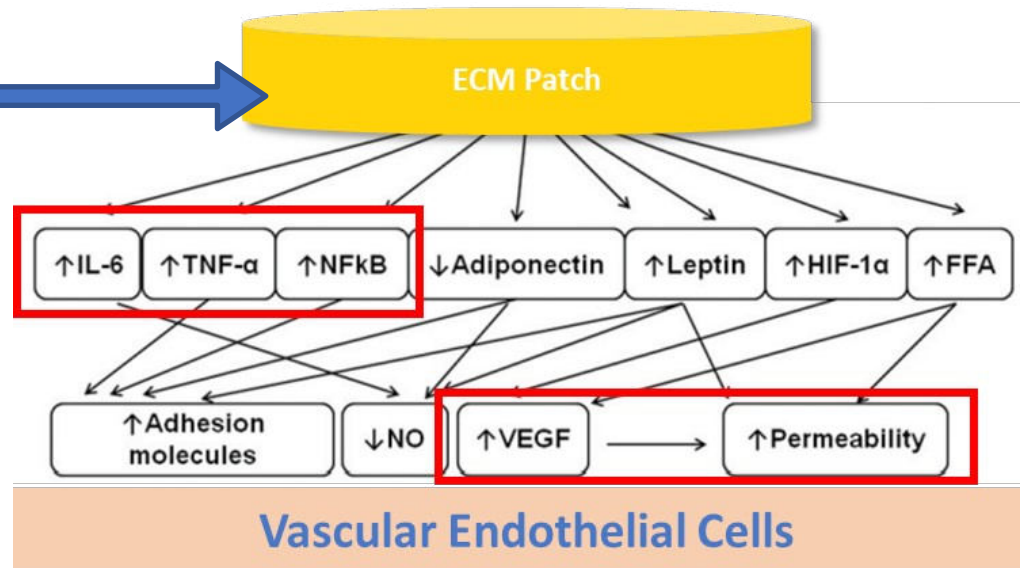 ECM Patch
↑IL-6
↑TNF-α
↑NFkB
↓Adiponectin
↑Leptin
↑HIF-1α
↑FFA
↑Adhesion
molecules
↓NO
↑VEGF
↑Permeability
Vascular Endothelial Cells